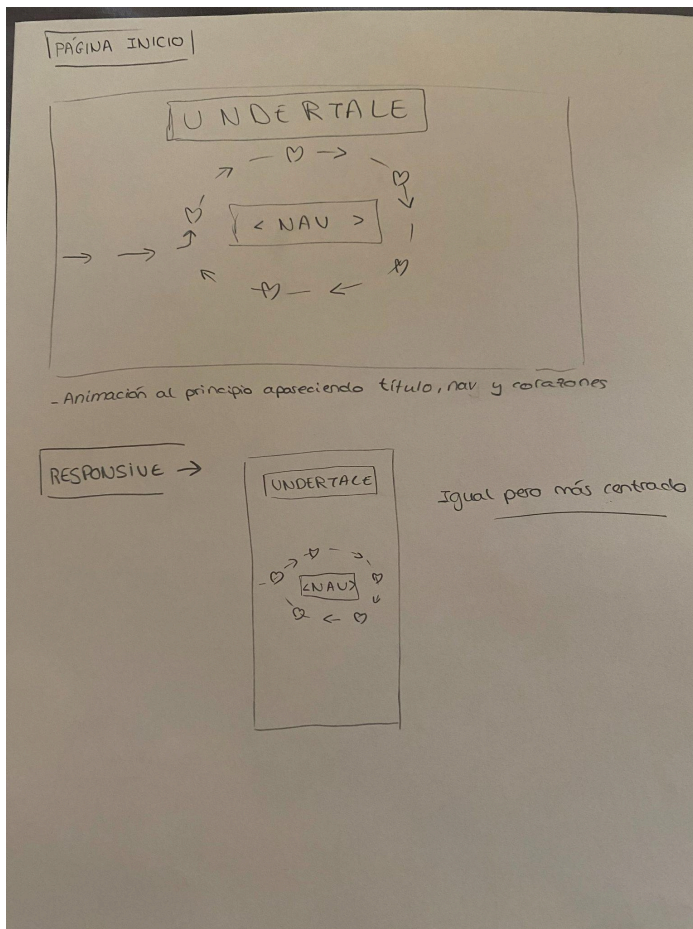 PÁGINA INICIO
UNDERTALE
< NAV >
- Animación al principio apareciendo título, nav y corazones
RESPONSIVE →
UNDERTALE
Igual pero más centrado
<NAV>